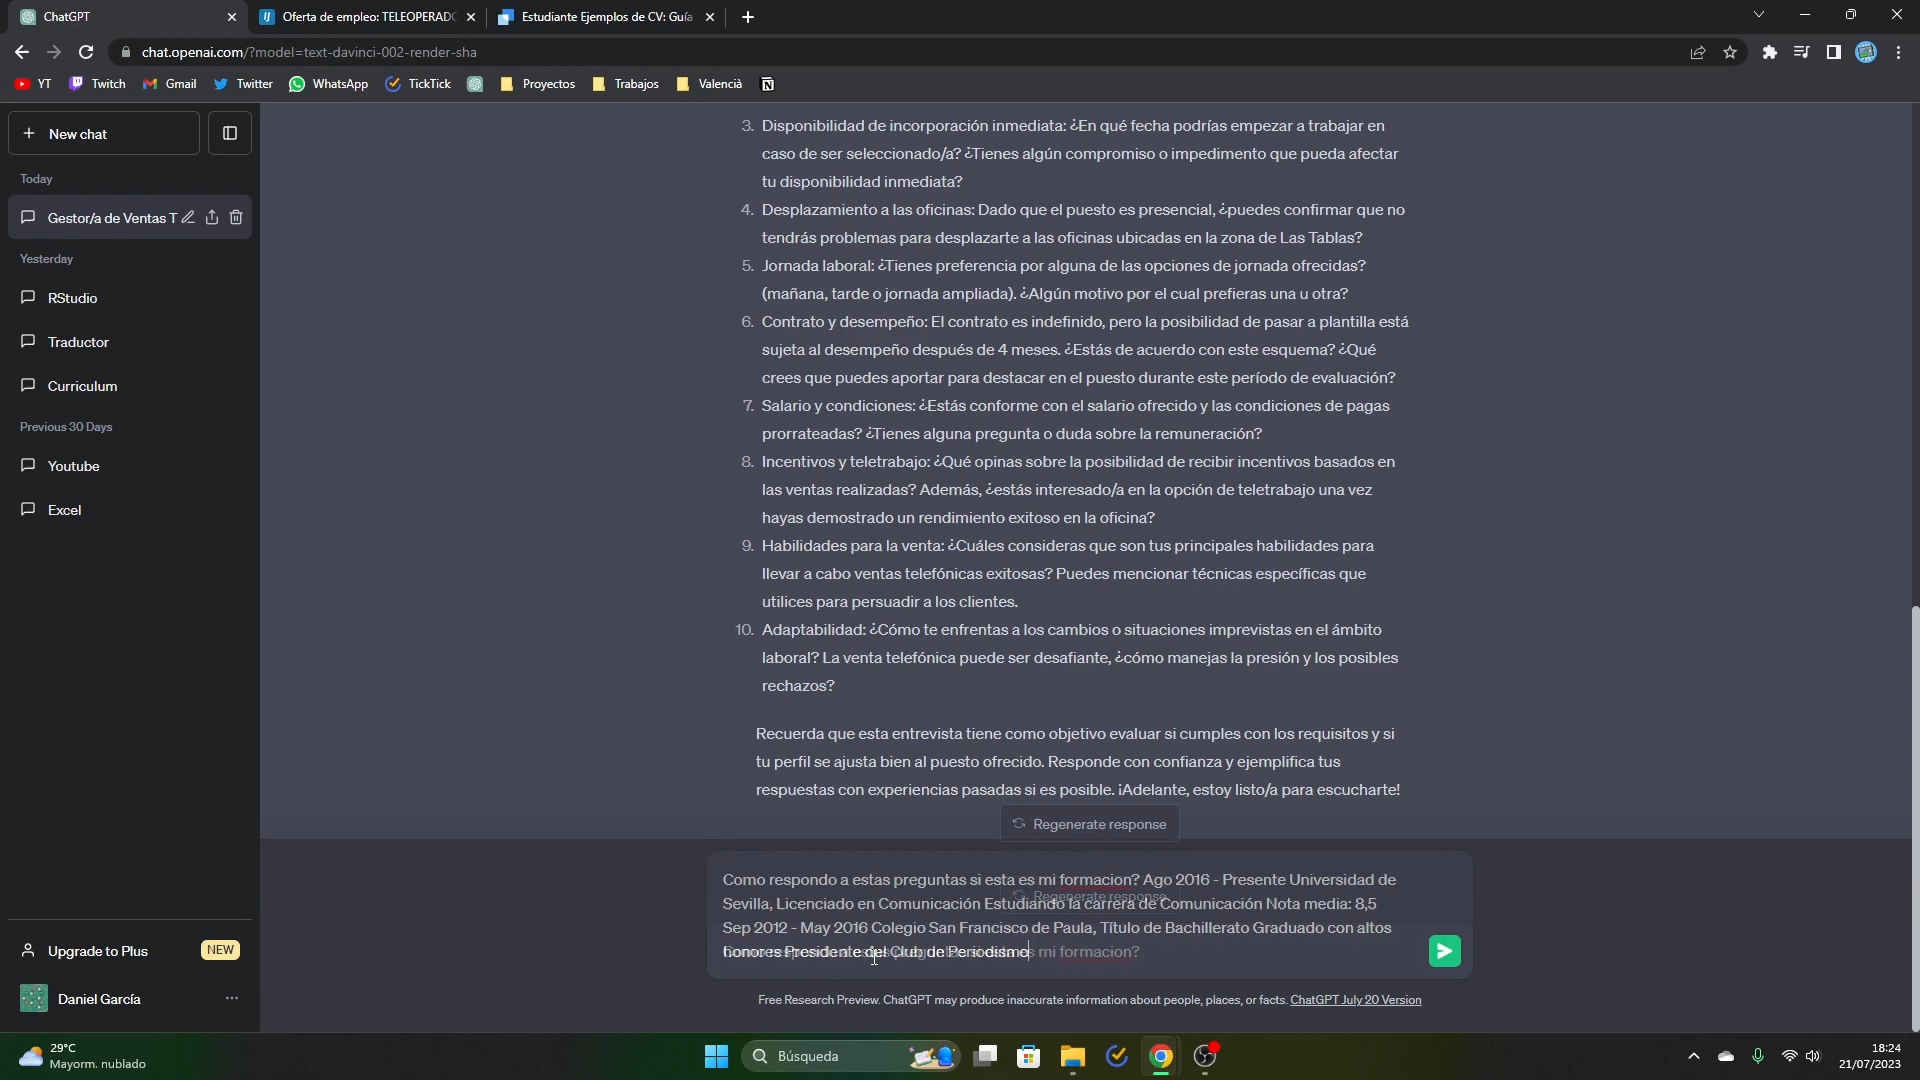 ChatGPT
Oferta de empleo: TELEOPERADO
Estudiante Ejemplos de CV: Guía
chat.openai.com/?model=text-davinci-002-render-sha
YT
Twitch
Gmail
Twitter
WhatsApp
TickTick
Proyectos
Trabajos
Valencià
New chat
Today
Gestor/a de Ventas T
Yesterday
RStudio
Traductor
Curriculum
Previous 30 Days
Youtube
Excel
Upgrade to Plus NEW
Daniel García
3. Disponibilidad de incorporación inmediata: ¿En qué fecha podrías empezar a trabajar en
caso de ser seleccionado/a? ¿Tienes algún compromiso o impedimento que pueda afectar
tu disponibilidad inmediata?
4. Desplazamiento a las oficinas: Dado que el puesto es presencial, ¿puedes confirmar que no
tendrás problemas para desplazarte a las oficinas ubicadas en la zona de Las Tablas?
5. Jornada laboral: ¿Tienes preferencia por alguna de las opciones de jornada ofrecidas?
(mañana, tarde o jornada ampliada). ¿Algún motivo por el cual prefieras una u otra?
6. Contrato y desempeño: El contrato es indefinido, pero la posibilidad de pasar a plantilla está
sujeta al desempeño después de 4 meses. ¿Estás de acuerdo con este esquema? ¿Qué
crees que puedes aportar para destacar en el puesto durante este período de evaluación?
7. Salario y condiciones: ¿Estás conforme con el salario ofrecido y las condiciones de pagas
prorrateadas? ¿Tienes alguna pregunta o duda sobre la remuneración?
8. Incentivos y teletrabajo: ¿Qué opinas sobre la posibilidad de recibir incentivos basados en
las ventas realizadas? Además, ¿estás interesado/a en la opción de teletrabajo una vez
hayas demostrado un rendimiento exitoso en la oficina?
9. Habilidades para la venta: ¿Cuáles consideras que son tus principales habilidades para
llevar a cabo ventas telefónicas exitosas? Puedes mencionar técnicas específicas que
utilices para persuadir a los clientes.
10. Adaptabilidad: ¿Cómo te enfrentas a los cambios o situaciones imprevistas en el ámbito
laboral? La venta telefónica puede ser desafiante, ¿cómo manejas la presión y los posibles
rechazos?
Recuerda que esta entrevista tiene como objetivo evaluar si cumples con los requisitos y si
tu perfil se ajusta bien al puesto ofrecido. Responde con confianza y ejemplifica tus
respuestas con experiencias pasadas si es posible. ¡Adelante, estoy listo/a para escucharte!
Regenerate response
Como respondo a estas preguntas si esta es mi formacion? Ago 2016 - Presente Universidad de
Regenerate response
Sevilla, Licenciado en Comunicación Estudiando la carrera de Comunicación Nota media: 8,5
Sep 2012 - May 2016 Colegio San Francisco de Paula, Título de Bachillerato Graduado con altos
honores Presidente del Club de Periodismo
mi formacion?
Free Research Preview. ChatGPT may produce inaccurate information about people, places, or facts. ChatGPT July 20 Version
29°C
Mayorm. nublado
Búsqueda
18:24
21/07/2023